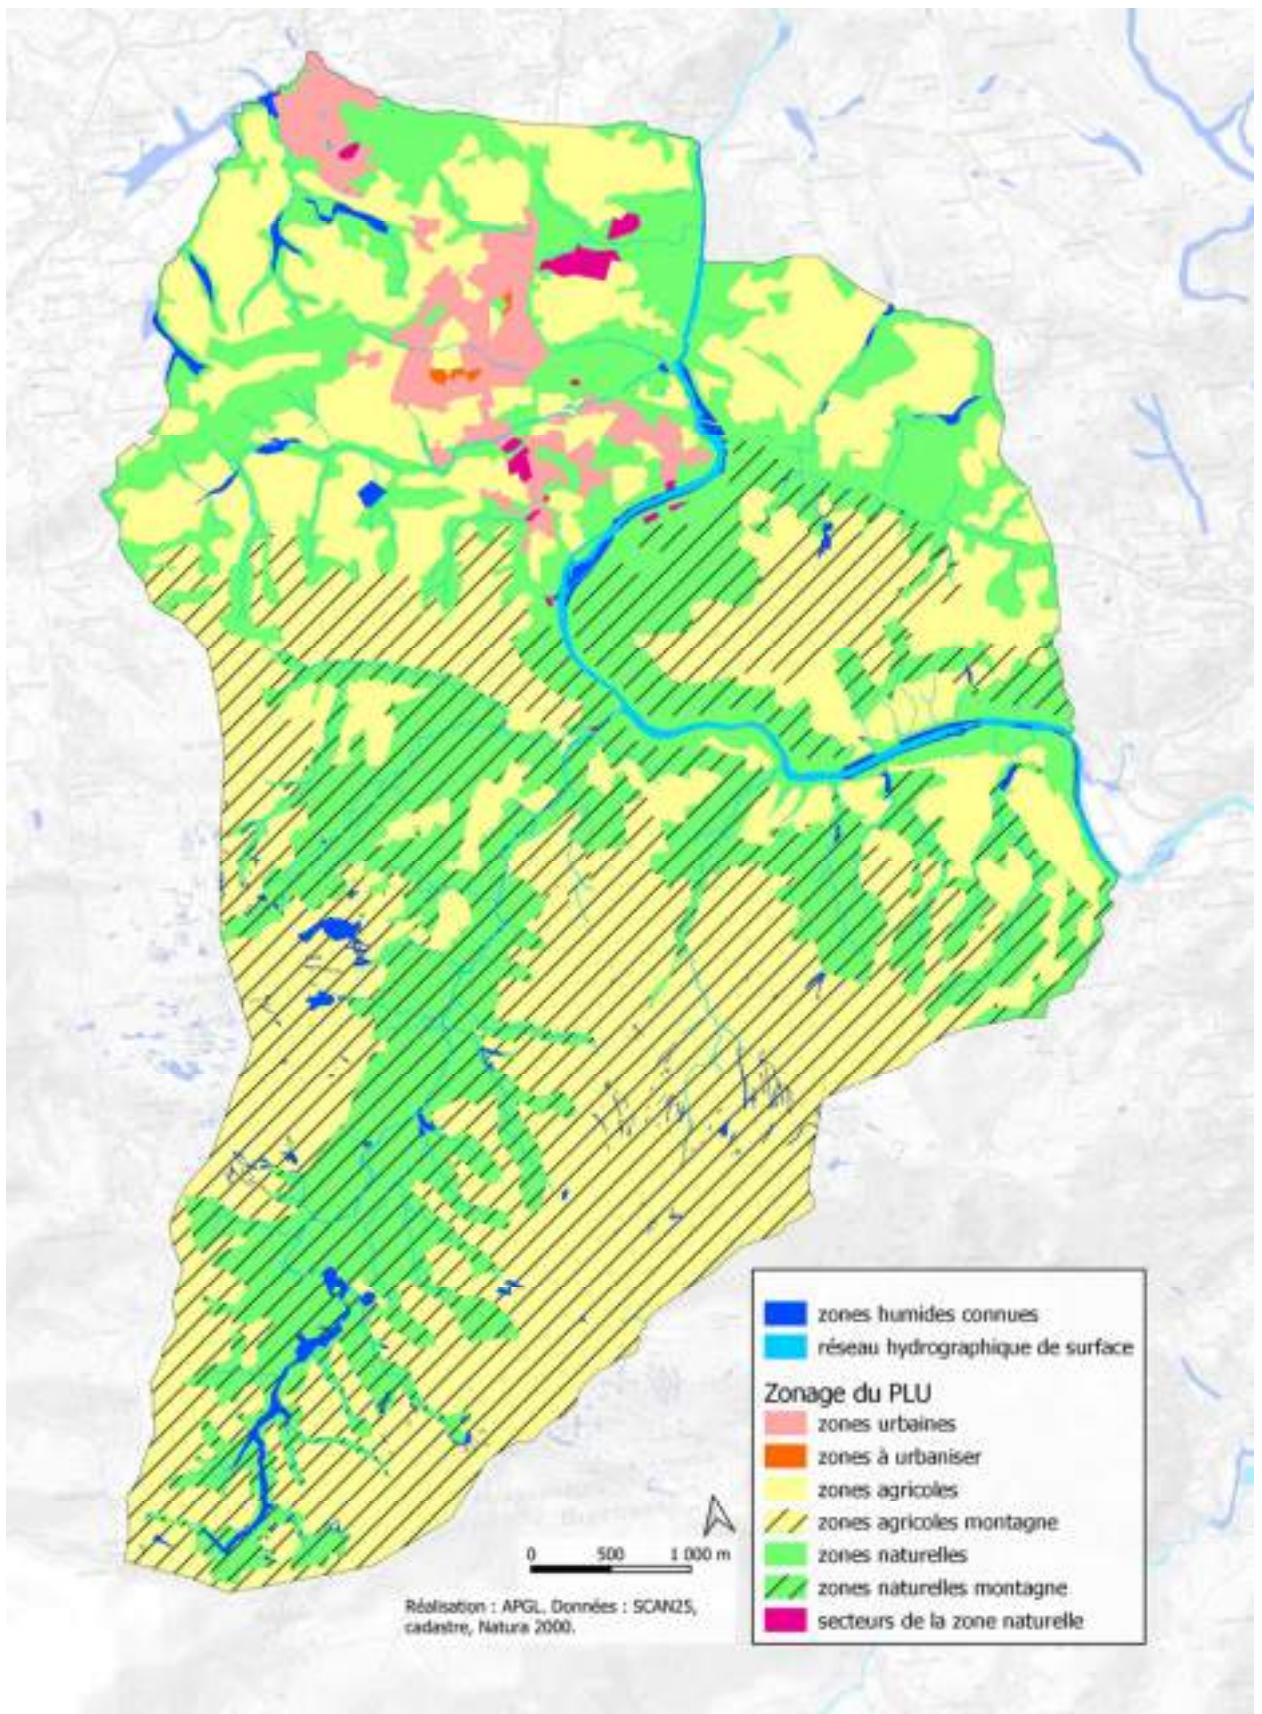 zones humides connues
réseau hydrographique de surface
Zonage du PLU
zones urbaines
zones à urbaniser
zones agricoles
zones agricoles montagne
zones naturelles
zones naturelles montagne
secteurs de la zone naturelle
0 500 1 000 m
Réalisation : APGL. Données : SCAN25,
cadastre, Natura 2000.